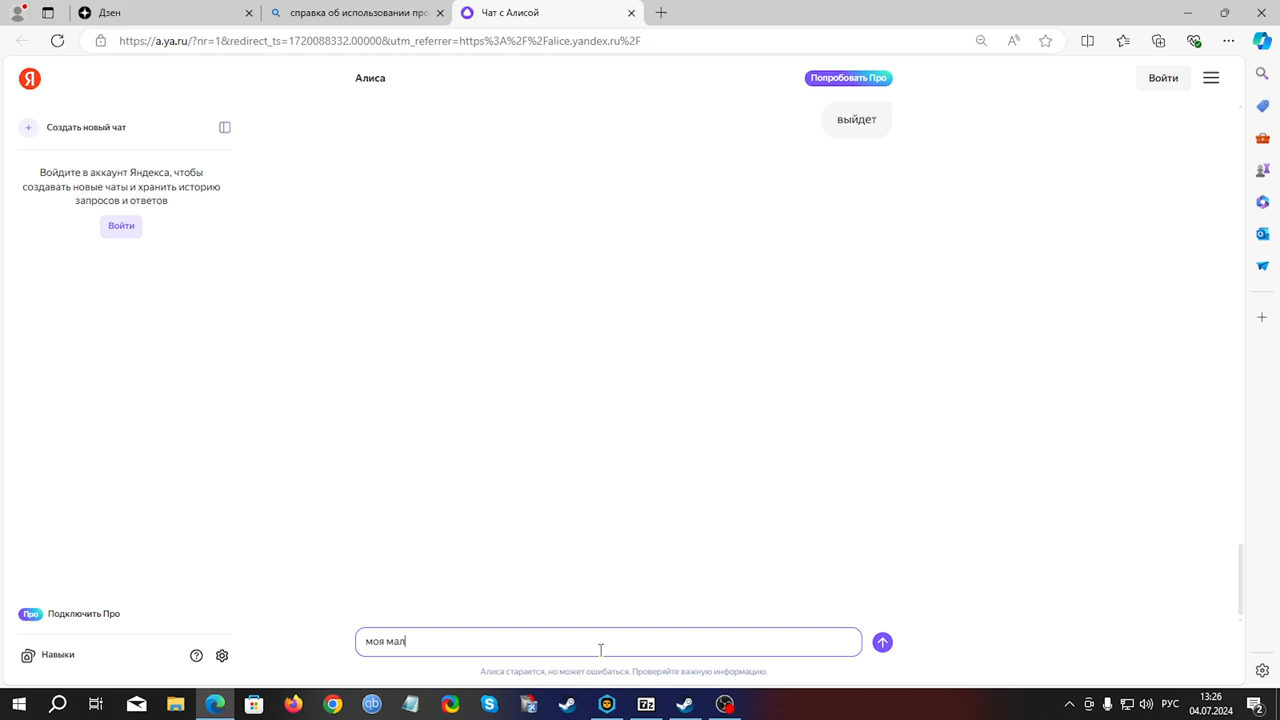 Дзен
справка об использовании про
Чат с Алисой
https://a.ya.ru/?nr=1&redirect_ts=1720088332.00000&utm_referrer=https%3A%2F%2Falice.yandex.ru%2F
Я
Алиса
Попробовать Про
Войти
выйдет
Создать новый чат
Войдите в аккаунт Яндекса, чтобы
создавать новые чаты и хранить историю
запросов и ответов
Войти
Про Подключить Про
Навыки
моя мал
Алиса старается, но может ошибаться. Проверяйте важную информацию.
РУС
13:26
04.07.2024